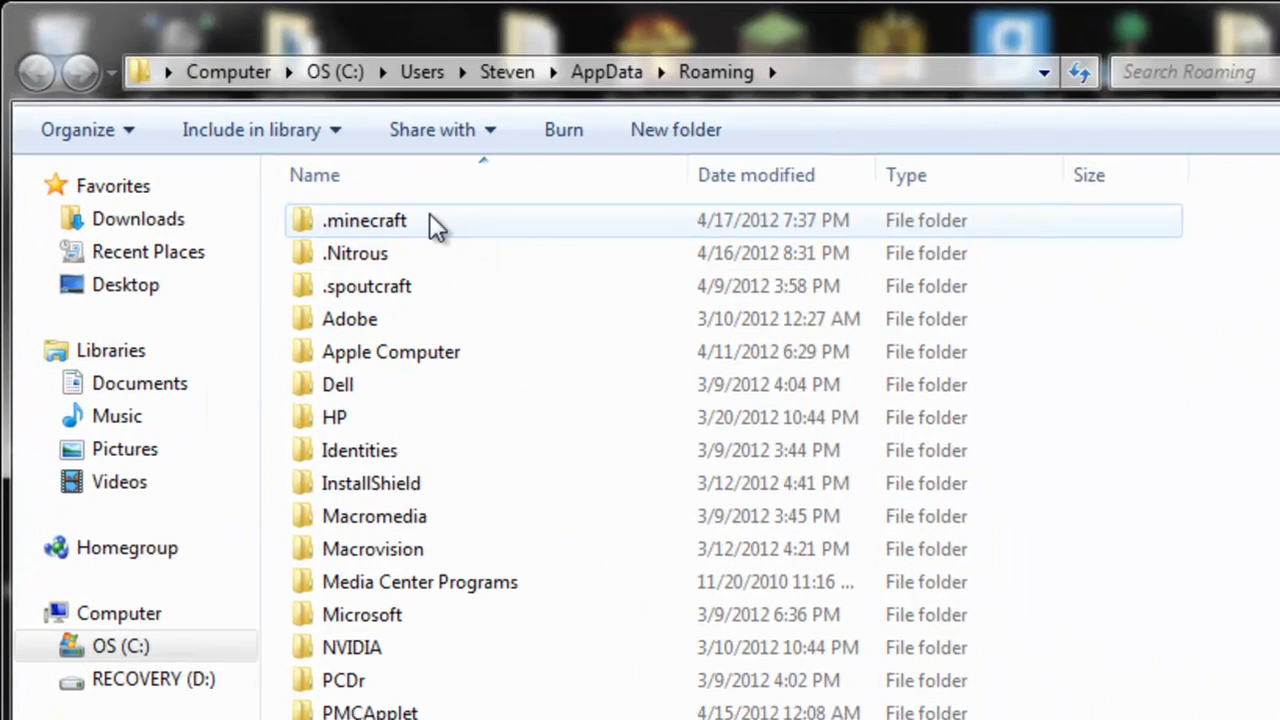 Computer OS (C:) Users Steven AppData Roaming Search Roaming
Organize Include in library Share with Burn New folder
Name Date modified Type Size
Favorites
Downloads
Recent Places
Desktop
Libraries
Documents
Music
Pictures
Videos
Homegroup
Computer
OS (C:)
RECOVERY (D:)
.minecraft 4/17/2012 7:37 PM File folder
.Nitrous 4/16/2012 8:31 PM File folder
.spoutcraft 4/9/2012 3:58 PM File folder
Adobe 3/10/2012 12:27 AM File folder
Apple Computer 4/11/2012 6:29 PM File folder
Dell 3/9/2012 4:04 PM File folder
HP 3/20/2012 10:44 PM File folder
Identities 3/9/2012 3:44 PM File folder
InstallShield 3/12/2012 4:41 PM File folder
Macromedia 3/9/2012 3:45 PM File folder
Macrovision 3/12/2012 4:21 PM File folder
Media Center Programs 11/20/2010 11:16 ... File folder
Microsoft 3/9/2012 6:36 PM File folder
NVIDIA 3/10/2012 10:44 PM File folder
PCDr 3/9/2012 4:02 PM File folder
PMCApplet 4/15/2012 12:08 AM File folder